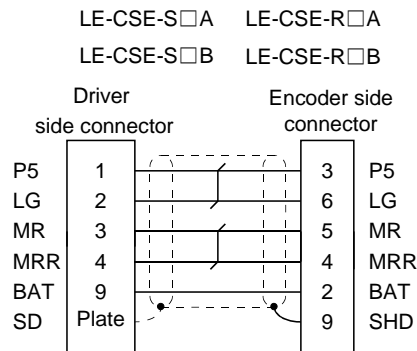 LE-CSE-S□A LE-CSE-R□A
LE-CSE-S□B LE-CSE-R□B
Driver
side connector
Encoder side
connector
P5 1 3 P5
LG 2 6 LG
MR 3 5 MR
MRR 4 4 MRR
BAT 9 2 BAT
SD Plate 9 SHD